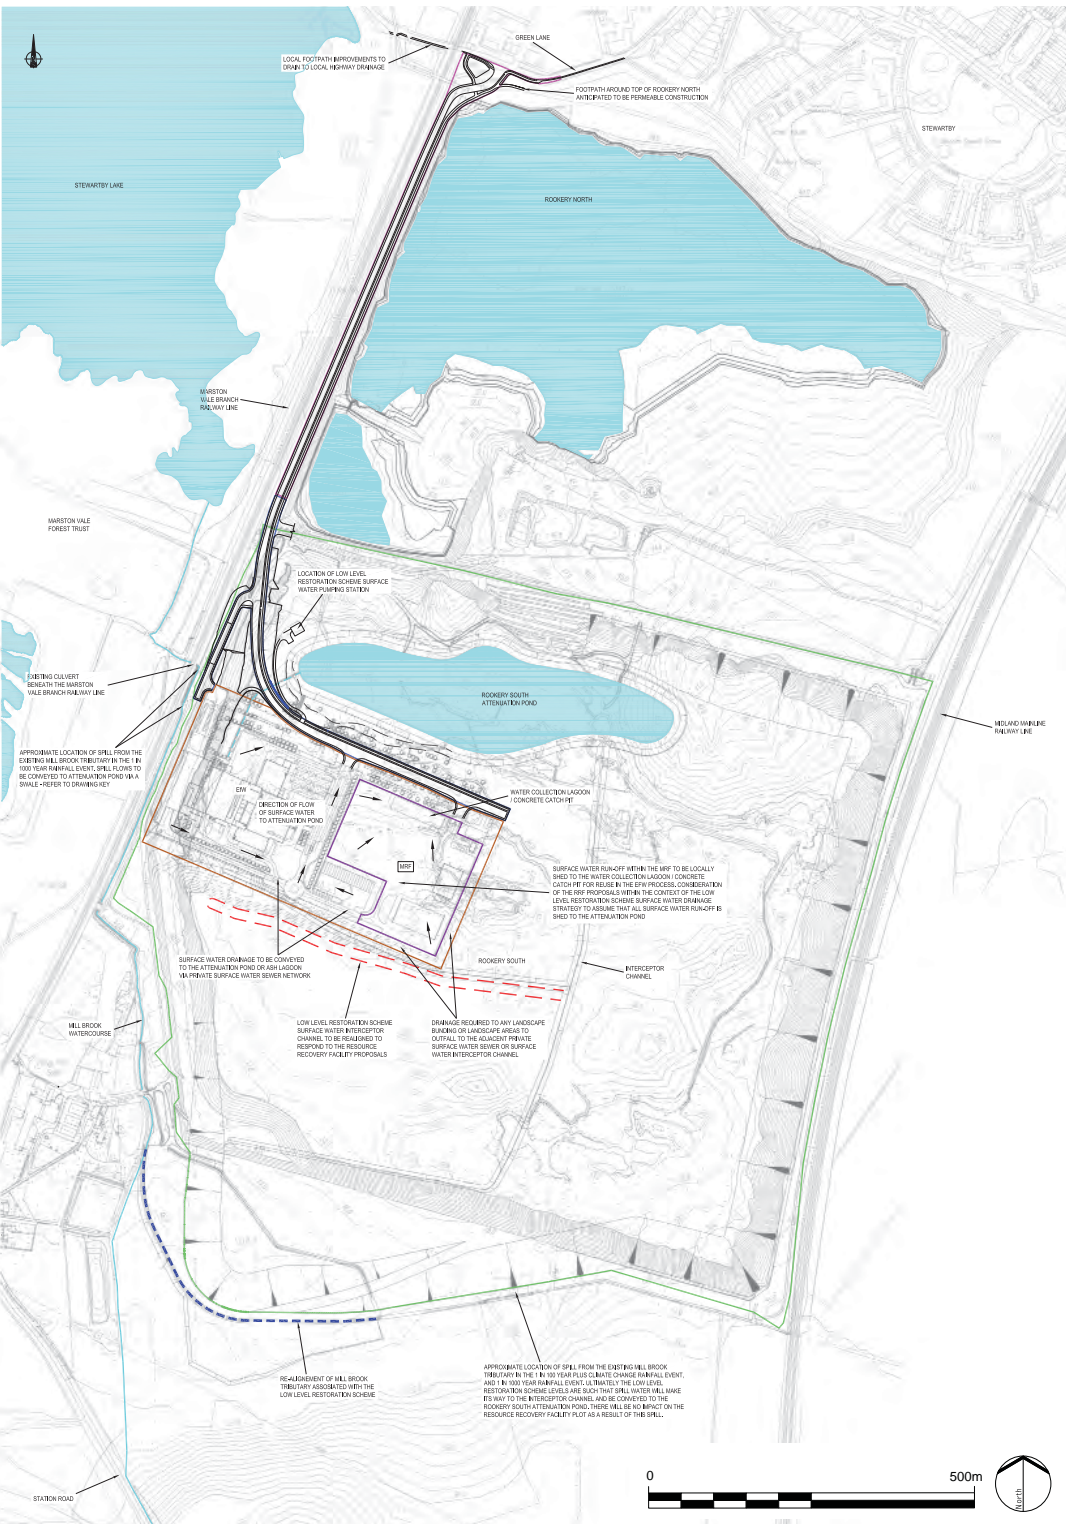 GREEN LANE
LOCAL FOOTPATH IMPROVEMENTS TO
DRAIN TO LOCAL HIGHWAY DRAINAGE
FOOTPATH AROUND TOP OF ROOKERY NORTH
ANTICIPATED TO BE PERMEABLE CONSTRUCTION
STEWARTBY
STEWARTBY LAKE
ROOKERY NORTH
MARSTON
VALE BRANCH
RAILWAY LINE
MARSTON VALE
FOREST TRUST
LOCATION OF LOW LEVEL
RESTORATION SCHEME SURFACE
WATER PUMPING STATION
EXISTING CULVERT
BENEATH THE MARSTON
VALE BRANCH RAILWAY LINE
ROOKERY SOUTH
ATTENUATION POND
MIDLAND MAINLINE
RAILWAY LINE
APPROXIMATE LOCATION OF SPILL FROM THE
EXISTING MILL BROOK TRIBUTARY IN THE 1 IN
1000 YEAR RAINFALL EVENT. SPILL FLOWS TO
BE CONVEYED TO ATTENUATION POND VIA A
SWALE - REFER TO DRAWING KEY
EfW
DIRECTION OF FLOW
OF SURFACE WATER
TO ATTENUATION POND
WATER COLLECTION LAGOON
/ CONCRETE CATCH PIT
MRF
SURFACE WATER RUN-OFF WITHIN THE MRF TO BE LOCALLY
SHED TO THE WATER COLLECTION LAGOON / CONCRETE
CATCH PIT FOR REUSE IN THE EFW PROCESS. CONSIDERATION
OF THE RRF PROPOSALS WITHIN THE CONTEXT OF THE LOW
LEVEL RESTORATION SCHEME SURFACE WATER DRAINAGE
STRATEGY TO ASSUME THAT ALL SURFACE WATER RUN-OFF IS
SHED TO THE ATTENUATION POND
SURFACE WATER DRAINAGE TO BE CONVEYED
TO THE ATTENUATION POND OR ASH LAGOON
VIA PRIVATE SURFACE WATER SEWER NETWORK
ROOKERY SOUTH
INTERCEPTOR
CHANNEL
MILL BROOK
WATERCOURSE
LOW LEVEL RESTORATION SCHEME
SURFACE WATER INTERCEPTOR
CHANNEL TO BE REALIGNED TO
RESPOND TO THE RESOURCE
RECOVERY FACILITY PROPOSALS
DRAINAGE REQUIRED TO ANY LANDSCAPE
BUNDING OR LANDSCAPE AREAS TO
OUTFALL TO THE ADJACENT PRIVATE
SURFACE WATER SEWER OR SURFACE
WATER INTERCEPTOR CHANNEL
RE-ALIGNEMENT OF MILL BROOK
TRIBUTARY ASSOSIATED WITH THE
LOW LEVEL RESTORATION SCHEME
APPROXIMATE LOCATION OF SPILL FROM THE EXISTING MILL BROOK
TRIBUTARY IN THE 1 IN 100 YEAR PLUS CLIMATE CHANGE RAINFALL EVENT,
AND 1 IN 1000 YEAR RAINFALL EVENT. ULTIMATELY THE LOW LEVEL
RESTORATION SCHEME LEVELS ARE SUCH THAT SPILL WATER WILL MAKE
ITS WAY TO THE INTERCEPTOR CHANNEL AND BE CONVEYED TO THE
ROOKERY SOUTH ATTENUATION POND. THERE WILL BE NO IMPACT ON THE
RESOURCE RECOVERY FACILITY PLOT AS A RESULT OF THIS SPILL.
STATION ROAD
0
500m
North